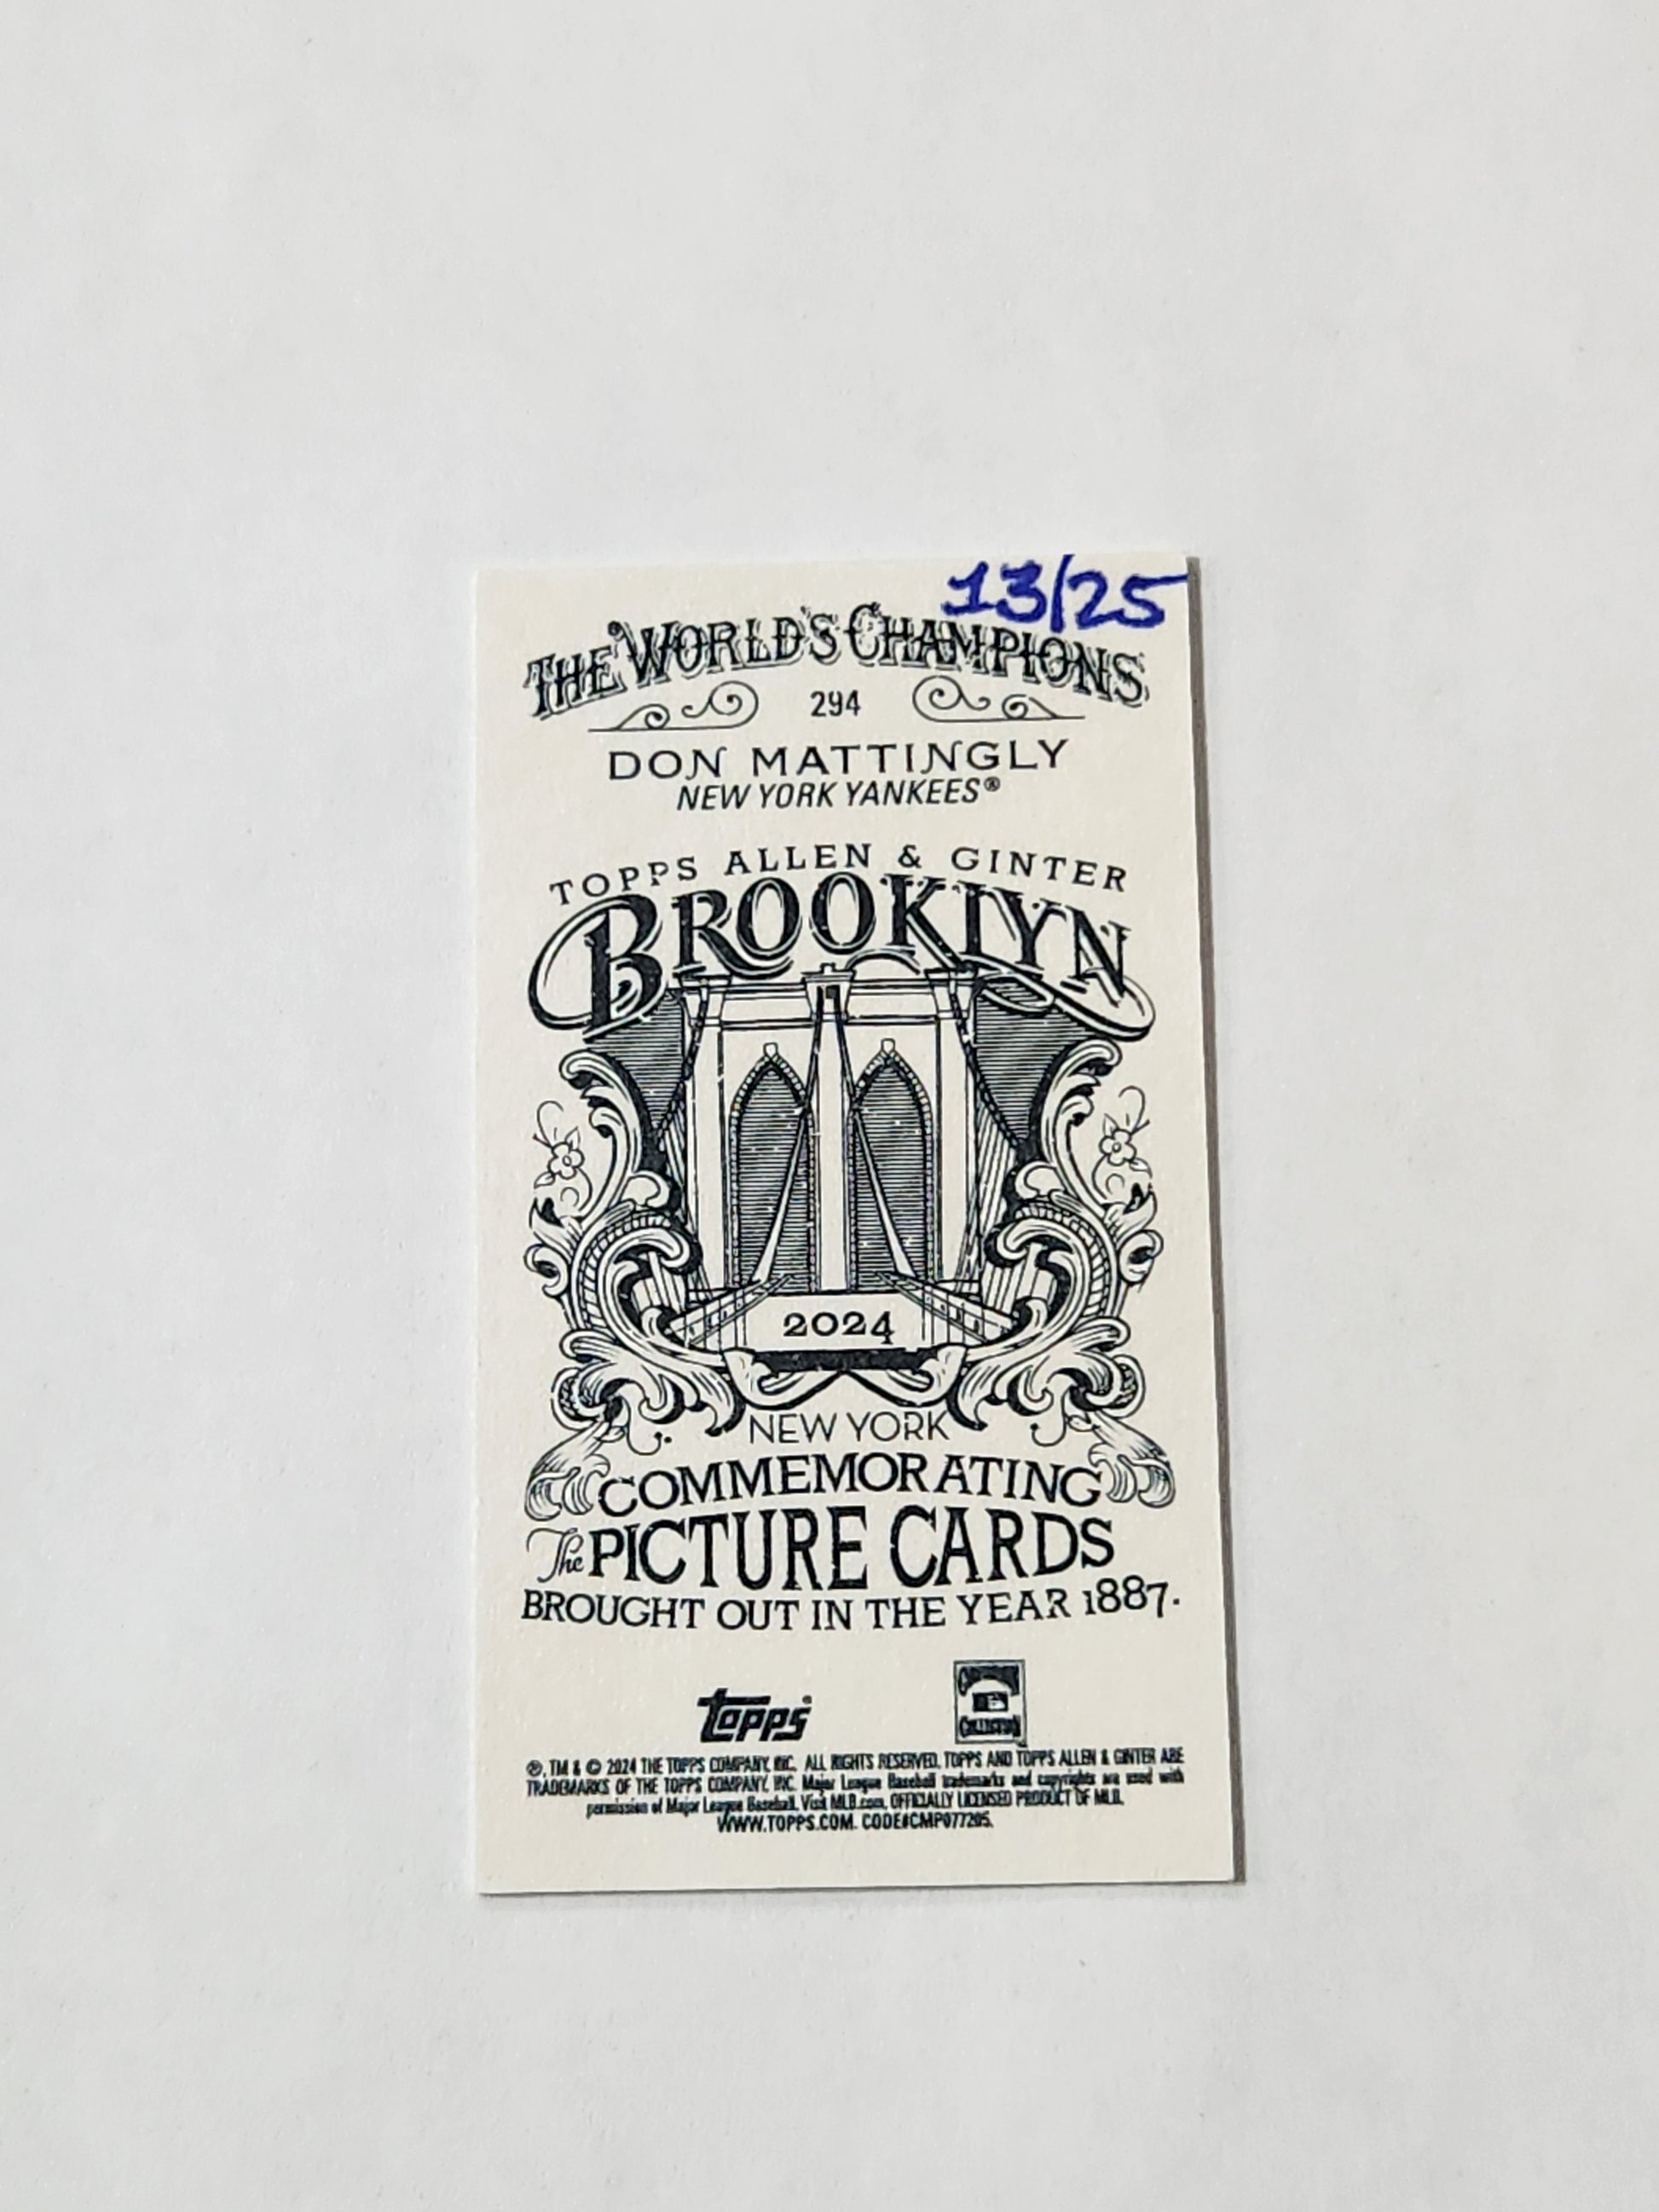 13/25
THE WORLD'S CHAMPIONS
294
DON MATTINGLY
NEW YORK YANKEES®
TOPPS ALLEN & GINTER
BROOKLYN
2024
NEW YORK
COMMEMORATING
The PICTURE CARDS
BROUGHT OUT IN THE YEAR 1887.
topps®
COLLECTION
®, TM & © 2024 THE TOPPS COMPANY, INC. ALL RIGHTS RESERVED. TOPPS AND TOPPS ALLEN & GINTER ARE
TRADEMARKS OF THE TOPPS COMPANY, INC. Major League Baseball trademarks and copyrights are used with
permission of Major League Baseball. Visit MLB.com. OFFICIALLY LICENSED PRODUCT OF MLB.
WWW.TOPPS.COM. CODE#CMP077205.